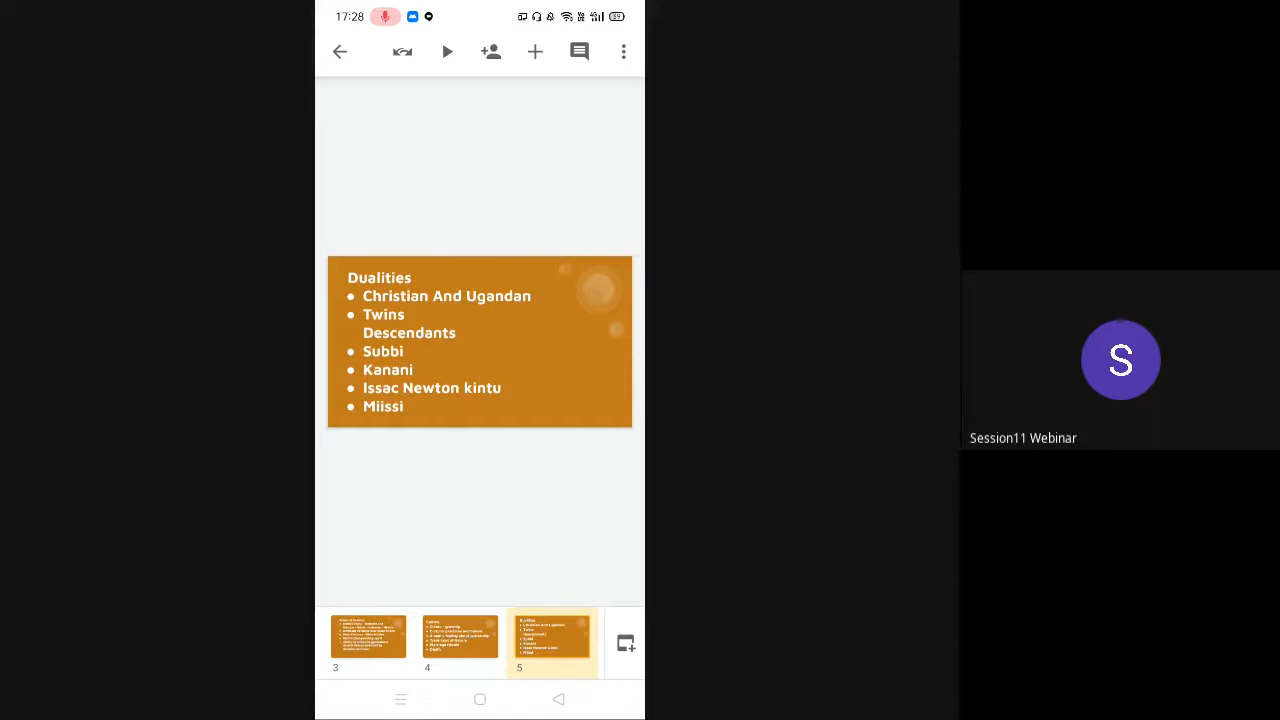 17:28
59
Dualities
● Christian And Ugandan
● Twins
Descendants
● Subbi
● Kanani
● Issac Newton kintu
● Miissi
3
4
5
S
Session11 Webinar